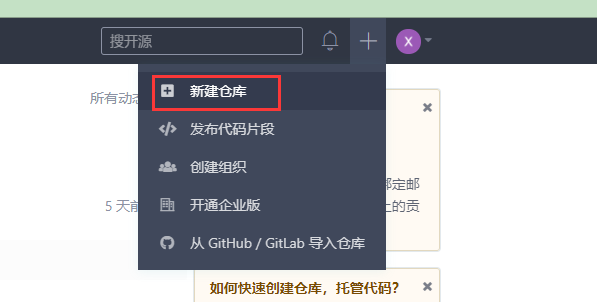 搜开源
X
所有动态
新建仓库
发布代码片段
创建组织
定邮
5 天前
开通企业版
上的贡
从 GitHub / GitLab 导入仓库
如何快速创建仓库，托管代码？